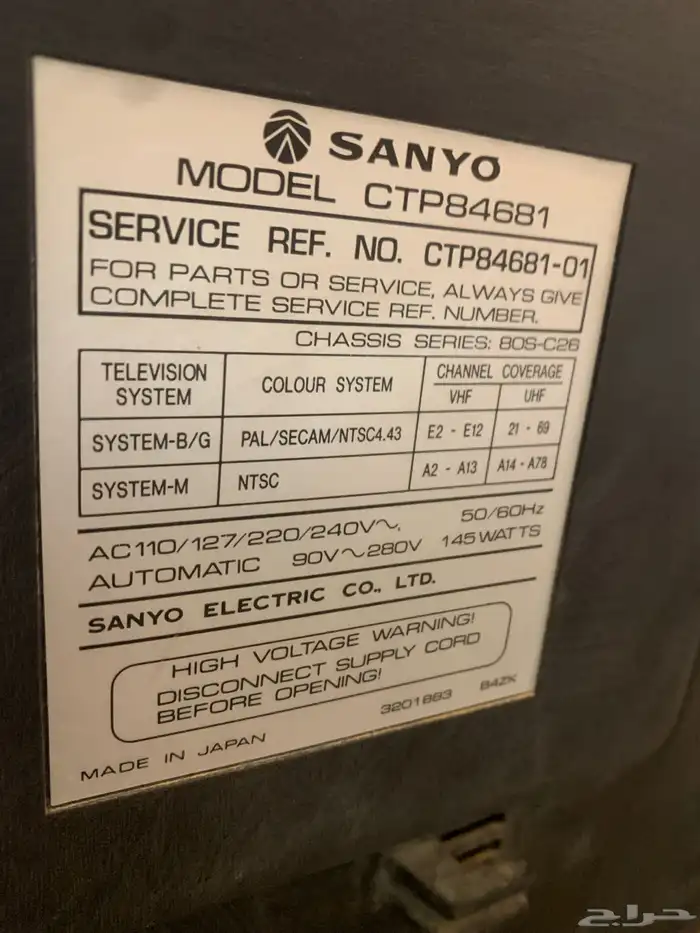 SANYO
MODEL CTP84681
SERVICE REF. NO. CTP84681-01
FOR PARTS OR SERVICE, ALWAYS GIVE
COMPLETE SERVICE REF. NUMBER.
CHASSIS SERIES: 80S-C26
TELEVISION SYSTEM COLOUR SYSTEM CHANNEL COVERAGE
VHF UHF
SYSTEM-B/G PAL/SECAM/NTSC4.43 E2 - E12 21 - 69
SYSTEM-M NTSC A2 - A13 A14 - A78
AC110/127/220/240V~, 50/60Hz
AUTOMATIC 90V~280V 145WATTS
SANYO ELECTRIC CO., LTD.
HIGH VOLTAGE WARNING!
DISCONNECT SUPPLY CORD
BEFORE OPENING!
3201883 B4ZK
MADE IN JAPAN
حراج